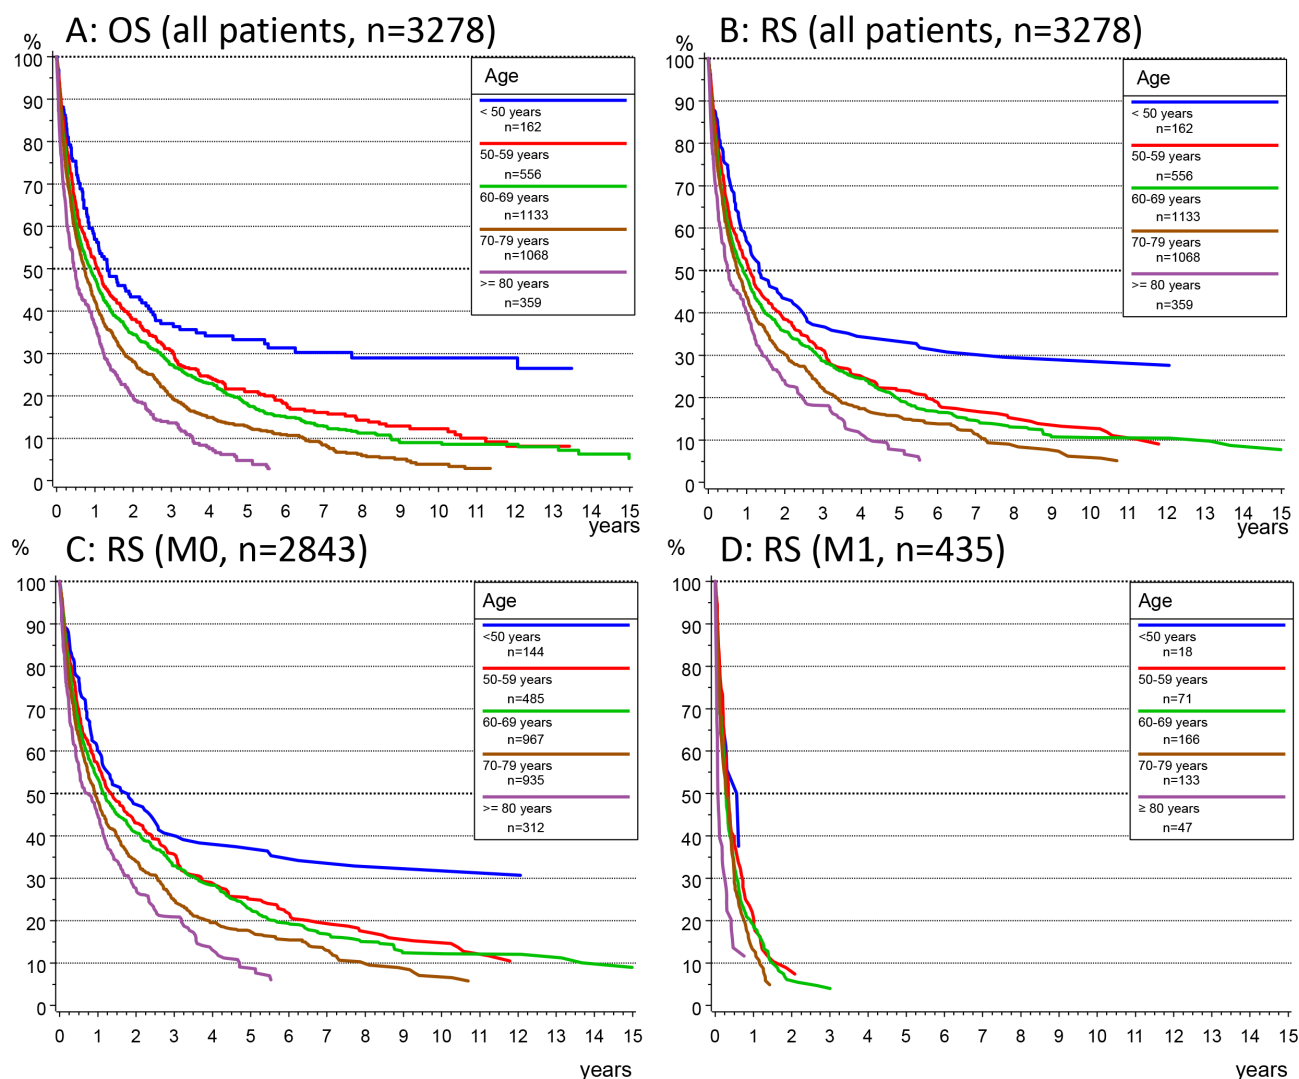 A: OS (all patients, n=3278)
%
100
90
80
70
60
50
40
30
20
10
0
0 1 2 3 4 5 6 7 8 9 10 11 12 13 14 15
years
Age
< 50 years
n=162
50-59 years
n=556
60-69 years
n=1133
70-79 years
n=1068
>= 80 years
n=359
B: RS (all patients, n=3278)
%
100
90
80
70
60
50
40
30
20
10
0
0 1 2 3 4 5 6 7 8 9 10 11 12 13 14 15
years
Age
< 50 years
n=162
50-59 years
n=556
60-69 years
n=1133
70-79 years
n=1068
>= 80 years
n=359
C: RS (M0, n=2843)
%
100
90
80
70
60
50
40
30
20
10
0
0 1 2 3 4 5 6 7 8 9 10 11 12 13 14 15
years
Age
<50 years
n=144
50-59 years
n=485
60-69 years
n=967
70-79 years
n=935
>= 80 years
n=312
D: RS (M1, n=435)
%
100
90
80
70
60
50
40
30
20
10
0
0 1 2 3 4 5 6 7 8 9 10 11 12 13 14 15
years
Age
<50 years
n=18
50-59 years
n=71
60-69 years
n=166
70-79 years
n=133
≥ 80 years
n=47